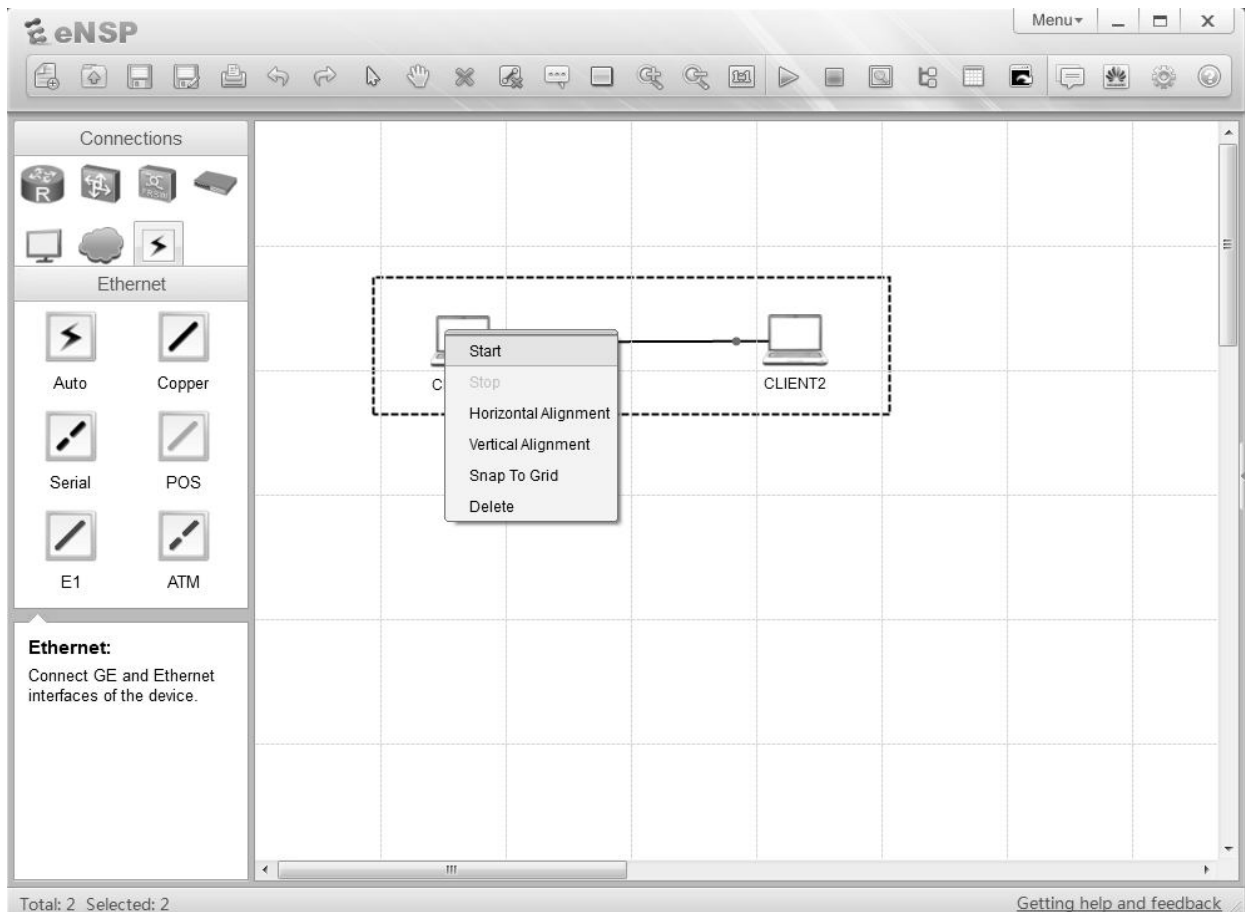 eNSP
Menu
Connections
R
FRSW
Ethernet
Auto
Copper
Serial
POS
E1
ATM
Ethernet:
Connect GE and Ethernet
interfaces of the device.
Start
Stop
Horizontal Alignment
Vertical Alignment
Snap To Grid
Delete
C
CLIENT2
Total: 2 Selected: 2
Getting help and feedback